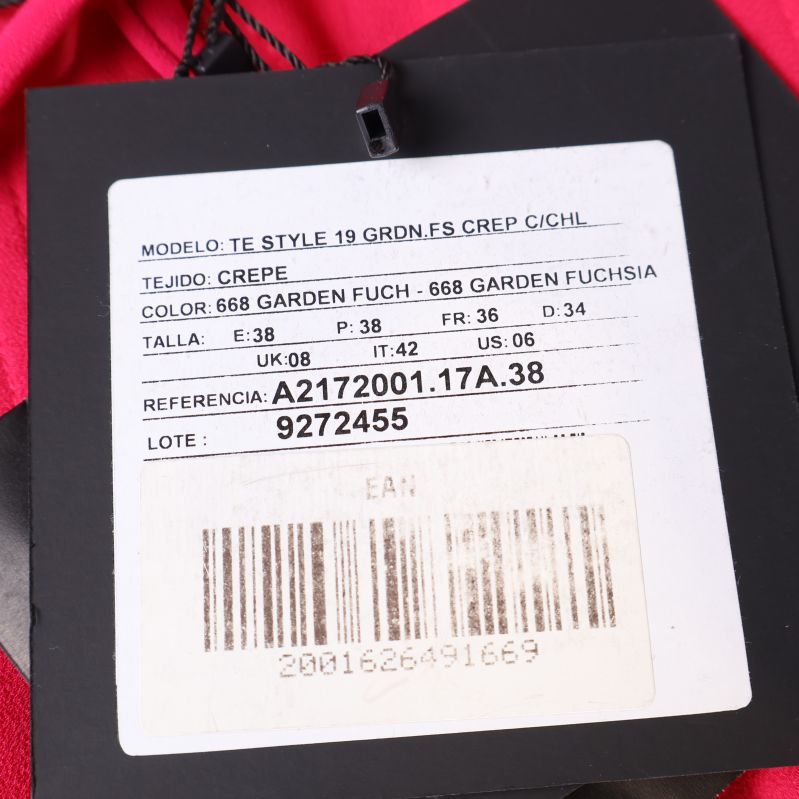 MODELO: TE STYLE 19 GRDN.FS CREP C/CHL
TEJIDO: CREPE
COLOR: 668 GARDEN FUCH - 668 GARDEN FUCHSIA
TALLA: E:38 P: 38 FR: 36 D: 34
UK:08 IT:42 US: 06
REFERENCIA: A2172001.17A.38
LOTE : 9272455
EAN
2001626491669